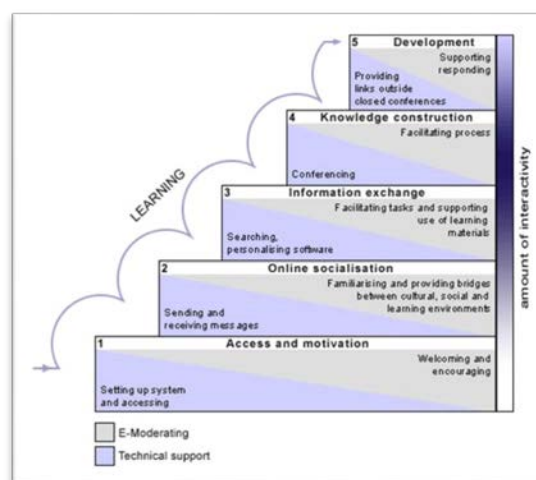 5 Development
Supporting
responding
Providing
links outside
closed conferences
4 Knowledge construction
Facilitating process
Conferencing
LEARNING
3 Information exchange
Facilitating tasks and supporting
use of learning
materials
Searching,
personalising software
2 Online socialisation
Familiarising and providing bridges
between cultural, social and
learning environments
Sending and
receiving messages
1 Access and motivation
Welcoming and
encouraging
Setting up system
and accessing
amount of interactivity
E-Moderating
Technical support